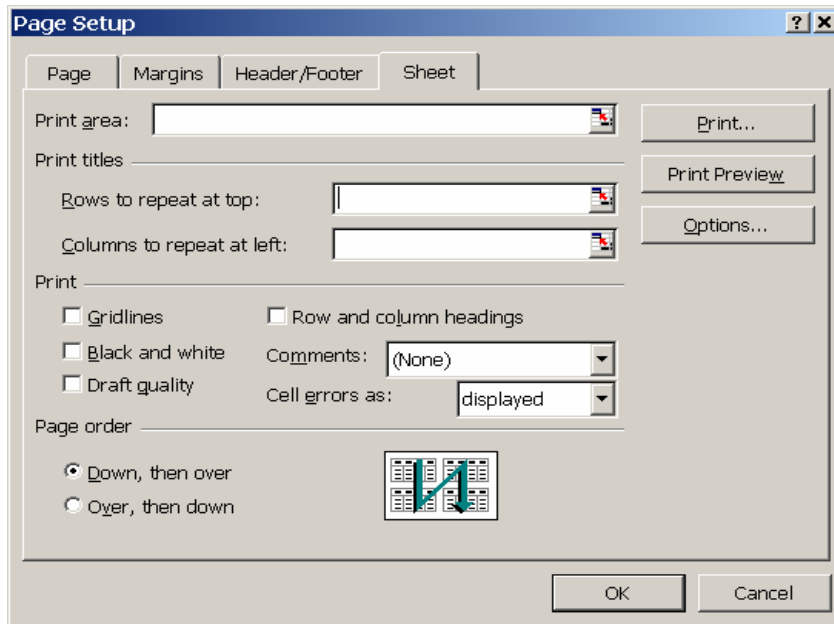 Page Setup
Page Margins Header/Footer Sheet
Print area: Print...
Print titles Print Preview
Rows to repeat at top:
Columns to repeat at left: Options...
Print
Gridlines Row and column headings
Black and white Comments: (None)
Draft quality Cell errors as: displayed
Page order
Down, then over
Over, then down
OK Cancel